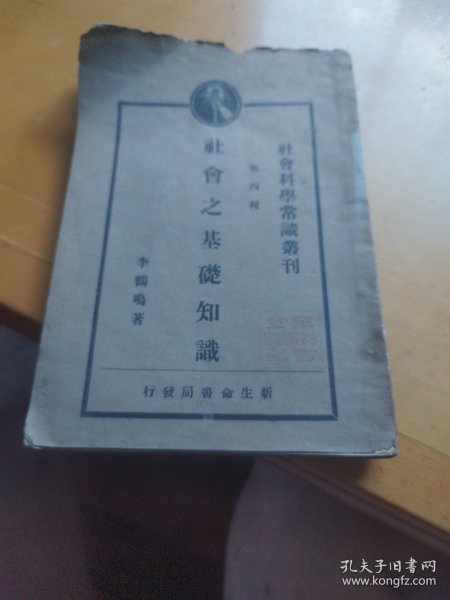 社會科學常識叢刊
第四種
社會之基礎知識
李鶴鳴著
新生命書局發行
孔夫子旧书网
www.kongfz.com